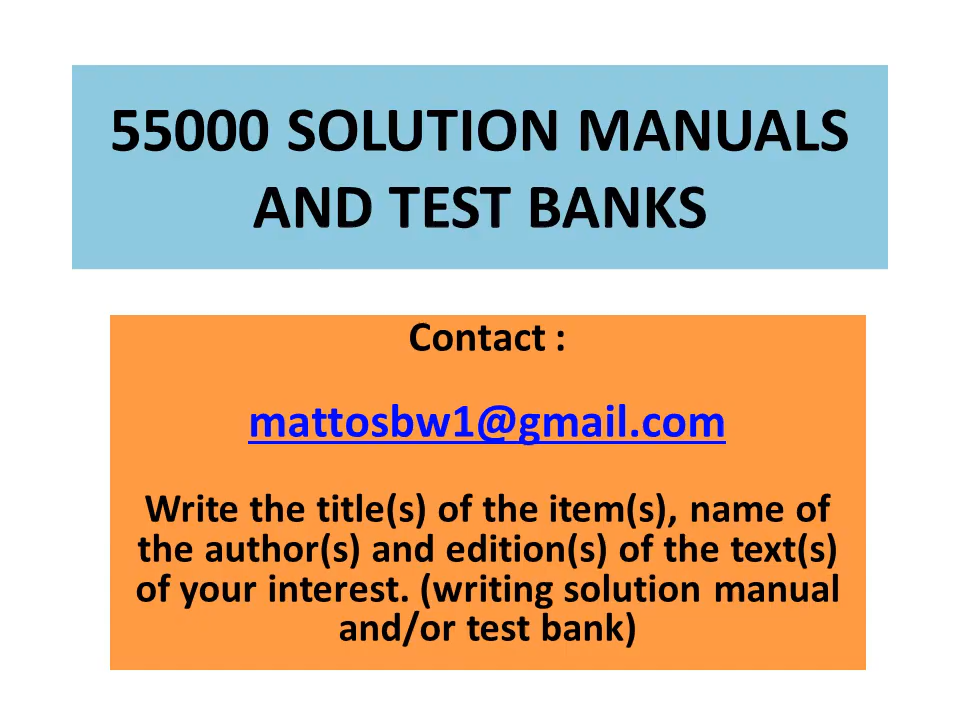 55000 SOLUTION MANUALS
AND TEST BANKS
Contact :
mattosbw1@gmail.com
Write the title(s) of the item(s), name of
the author(s) and edition(s) of the text(s)
of your interest. (writing solution manual
and/or test bank)